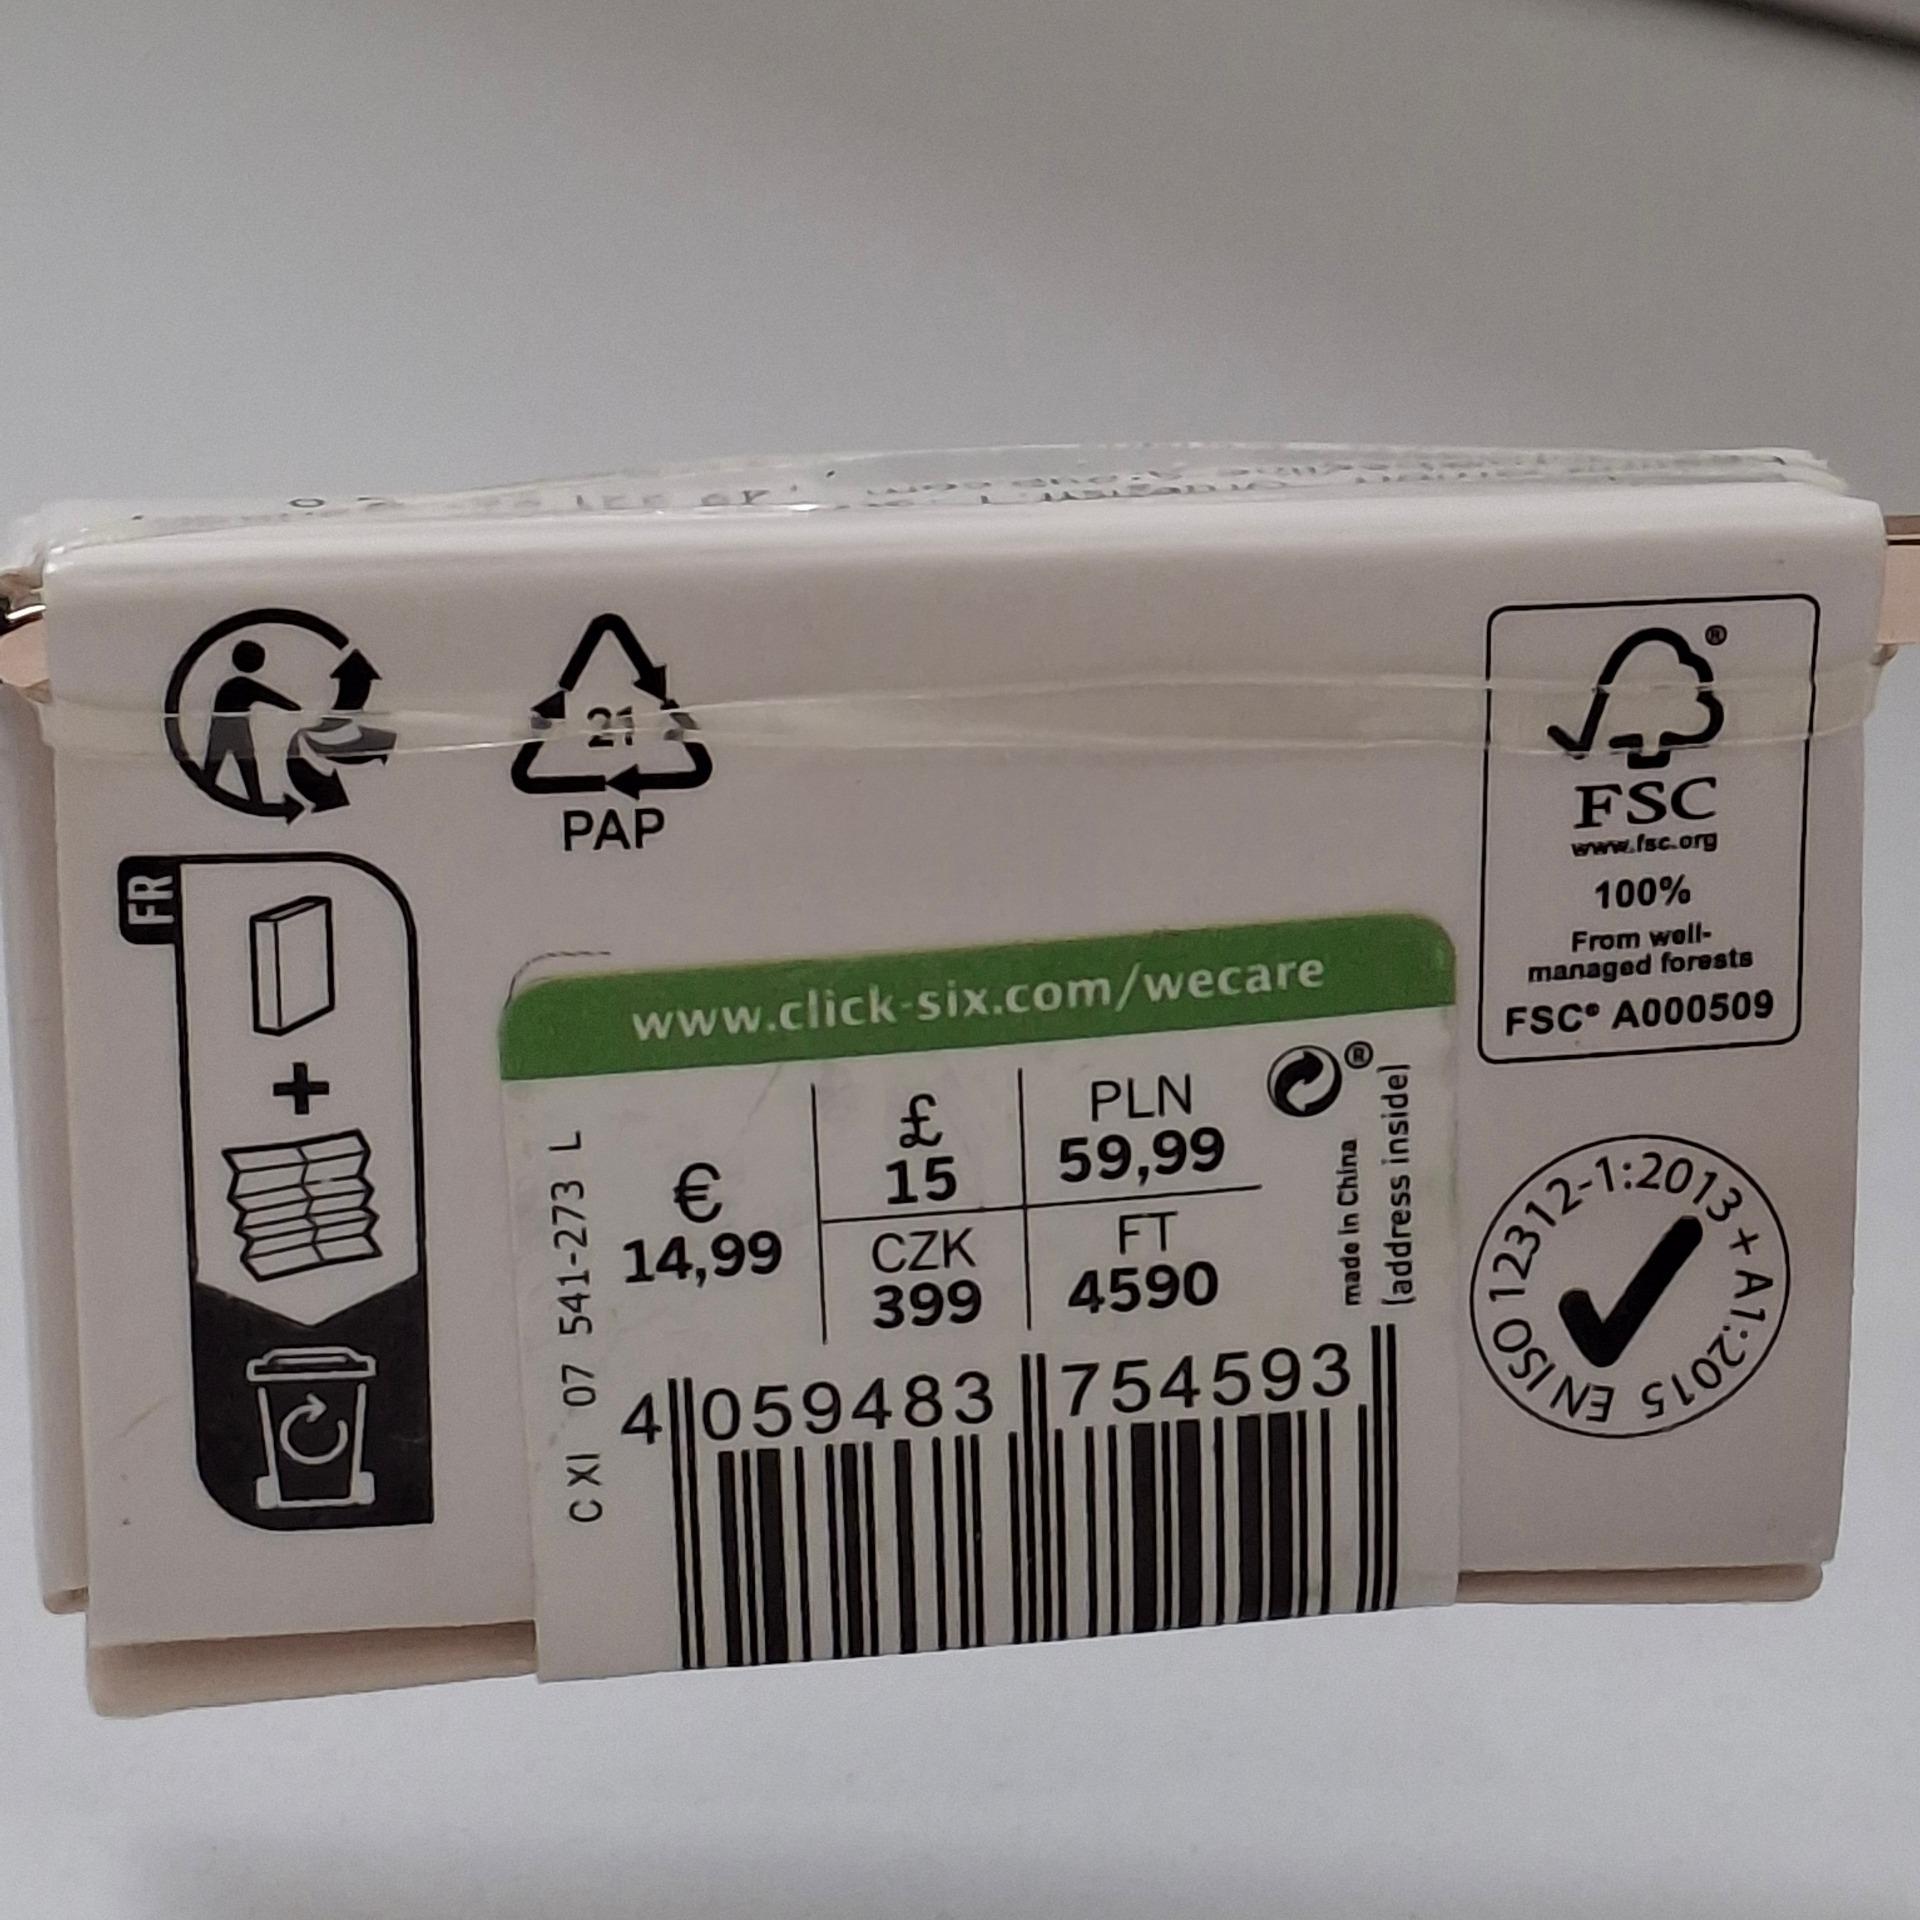 21
PAP
FR
®
FSC
www.fsc.org
100%
From well-
managed forests
FSC® A000509
www.click-six.com/wecare
C XI 07 541-273 L
€
14,99
£
15
PLN
59,99
CZK
399
FT
4590
®
made in China
(address inside)
4 059483 754593
EN ISO 12312-1:2013 + A1:2015